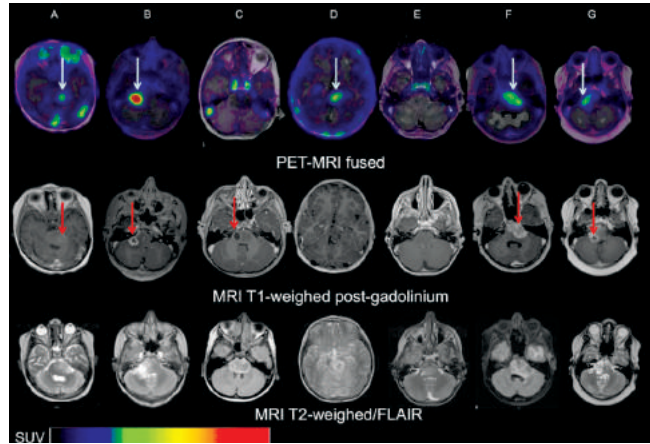 A B C D E F G
PET-MRI fused
MRI T1-weighed post-gadolinium
MRI T2-weighed/FLAIR
SUV